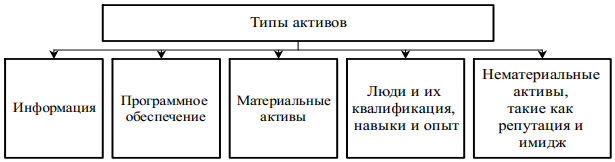 Типы активов
Информация
Программное
обеспечение
Материальные
активы
Люди и их
квалификация,
навыки и опыт
Нематериальные
активы,
такие как
репутация и
имидж